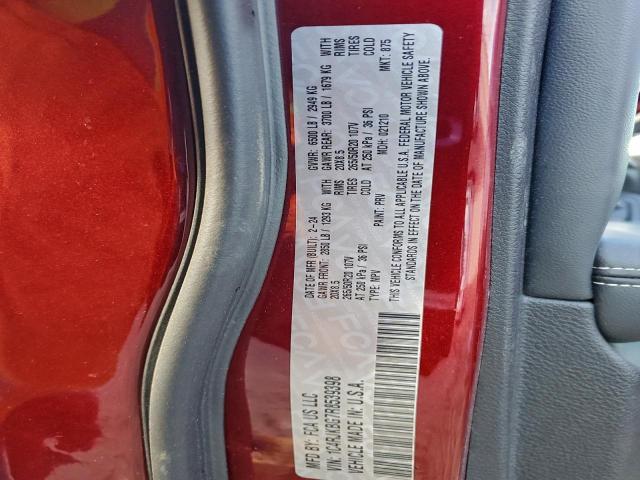 MFD BY: FCA US LLC
DATE OF MFR (BUILT): 2-24 GVWR: 6500 LB / 2949 KG
GAWR FRONT: 2850 LB / 1293 KG WITH GAWR REAR: 3700 LB / 1679 KG WITH
20X8.5 RIMS 20X8.5 RIMS
265/50R20 107V TIRES 265/50R20 107V TIRES
AT 250 kPa / 36 PSI COLD AT 250 kPa / 36 PSI COLD
VIN: 1C4RJKBG7R8539398 TYPE: MPV PAINT: PRV MDH: 021210 MKT: 875
VEHICLE MADE IN U.S.A. THIS VEHICLE CONFORMS TO ALL APPLICABLE U.S.A. FEDERAL MOTOR VEHICLE SAFETY
STANDARDS IN EFFECT ON THE DATE OF MANUFACTURE SHOWN ABOVE.